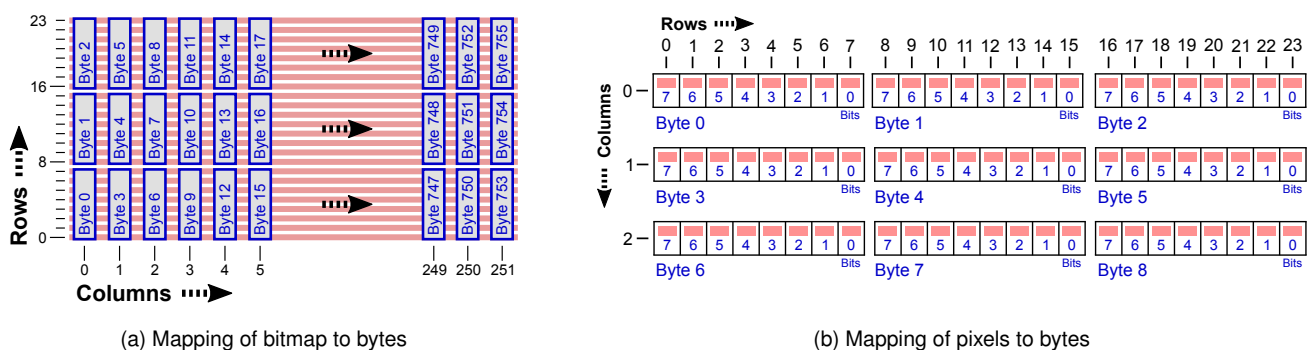 23
16
8
0
Rows
Byte 2 Byte 5 Byte 8 Byte 11 Byte 14 Byte 17 Byte 749 Byte 752 Byte 755
Byte 1 Byte 4 Byte 7 Byte 10 Byte 13 Byte 16 Byte 748 Byte 751 Byte 754
Byte 0 Byte 3 Byte 6 Byte 9 Byte 12 Byte 15 Byte 747 Byte 750 Byte 753
0 1 2 3 4 5 249 250 251
Columns
(a) Mapping of bitmap to bytes
Rows
0 1 2 3 4 5 6 7 8 9 10 11 12 13 14 15 16 17 18 19 20 21 22 23
Columns
0
7 6 5 4 3 2 1 0 7 6 5 4 3 2 1 0 7 6 5 4 3 2 1 0
Byte 0 Bits Byte 1 Bits Byte 2 Bits
1
7 6 5 4 3 2 1 0 7 6 5 4 3 2 1 0 7 6 5 4 3 2 1 0
Byte 3 Bits Byte 4 Bits Byte 5 Bits
2
7 6 5 4 3 2 1 0 7 6 5 4 3 2 1 0 7 6 5 4 3 2 1 0
Byte 6 Bits Byte 7 Bits Byte 8 Bits
(b) Mapping of pixels to bytes